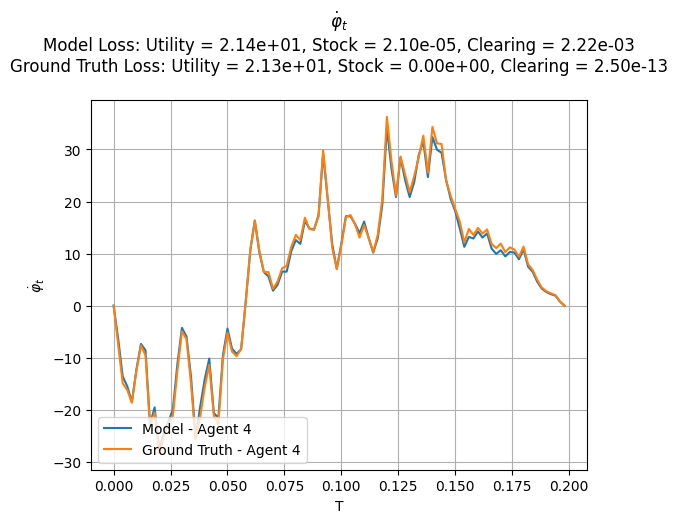 φ̇ₜ
Model Loss: Utility = 2.14e+01, Stock = 2.10e-05, Clearing = 2.22e-03
Ground Truth Loss: Utility = 2.13e+01, Stock = 0.00e+00, Clearing = 2.50e-13
φ̇ₜ
30
20
10
0
−10
−20
−30
Model - Agent 4
Ground Truth - Agent 4
0.000 0.025 0.050 0.075 0.100 0.125 0.150 0.175 0.200
T